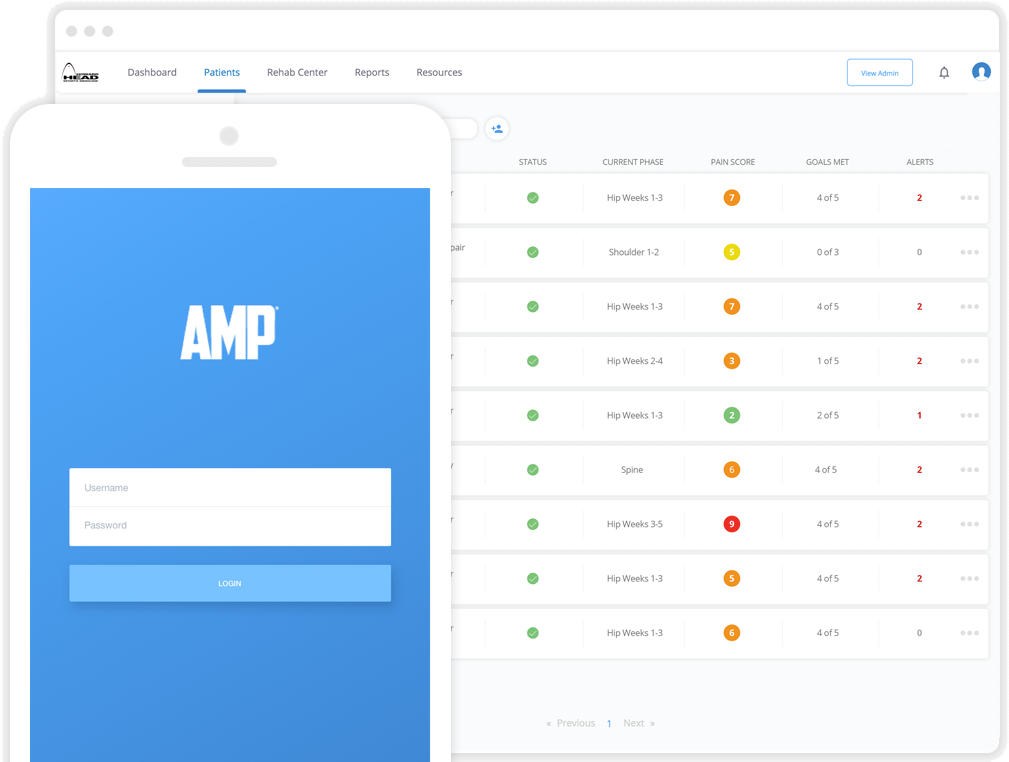 HEAD
Dashboard Patients Rehab Center Reports Resources View Admin
STATUS CURRENT PHASE PAIN SCORE GOALS MET ALERTS
r Hip Weeks 1-3 7 4 of 5 2
pair Shoulder 1-2 5 0 of 3 0
r Hip Weeks 1-3 7 4 of 5 2
r Hip Weeks 2-4 3 1 of 5 2
r Hip Weeks 1-3 2 2 of 5 1
y Spine 6 4 of 5 2
r Hip Weeks 3-5 9 4 of 5 2
r Hip Weeks 1-3 5 4 of 5 2
r Hip Weeks 1-3 6 4 of 5 0
« Previous 1 Next »
AMP
Username
Password
LOGIN